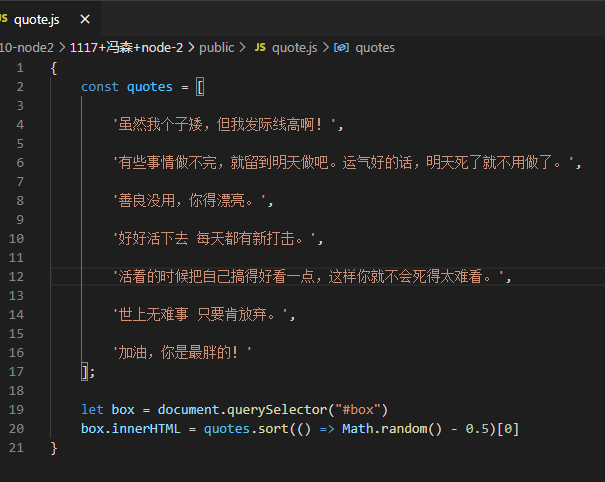 JS quote.js ×
10-node2 > 1117+冯森+node-2 > public > JS quote.js > quotes
1 {
2 const quotes = [
3
4 '虽然我个子矮，但我发际线高啊！',
5
6 '有些事情做不完，就留到明天做吧。运气好的话，明天死了就不用做了。',
7
8 '善良没用，你得漂亮。',
9
10 '好好活下去 每天都有新打击。',
11
12 '活着的时候把自己搞得好看一点，这样你就不会死得太难看。',
13
14 '世上无难事 只要肯放弃。',
15
16 '加油，你是最胖的！'
17 ];
18
19 let box = document.querySelector("#box")
20 box.innerHTML = quotes.sort(() => Math.random() - 0.5)[0]
21 }